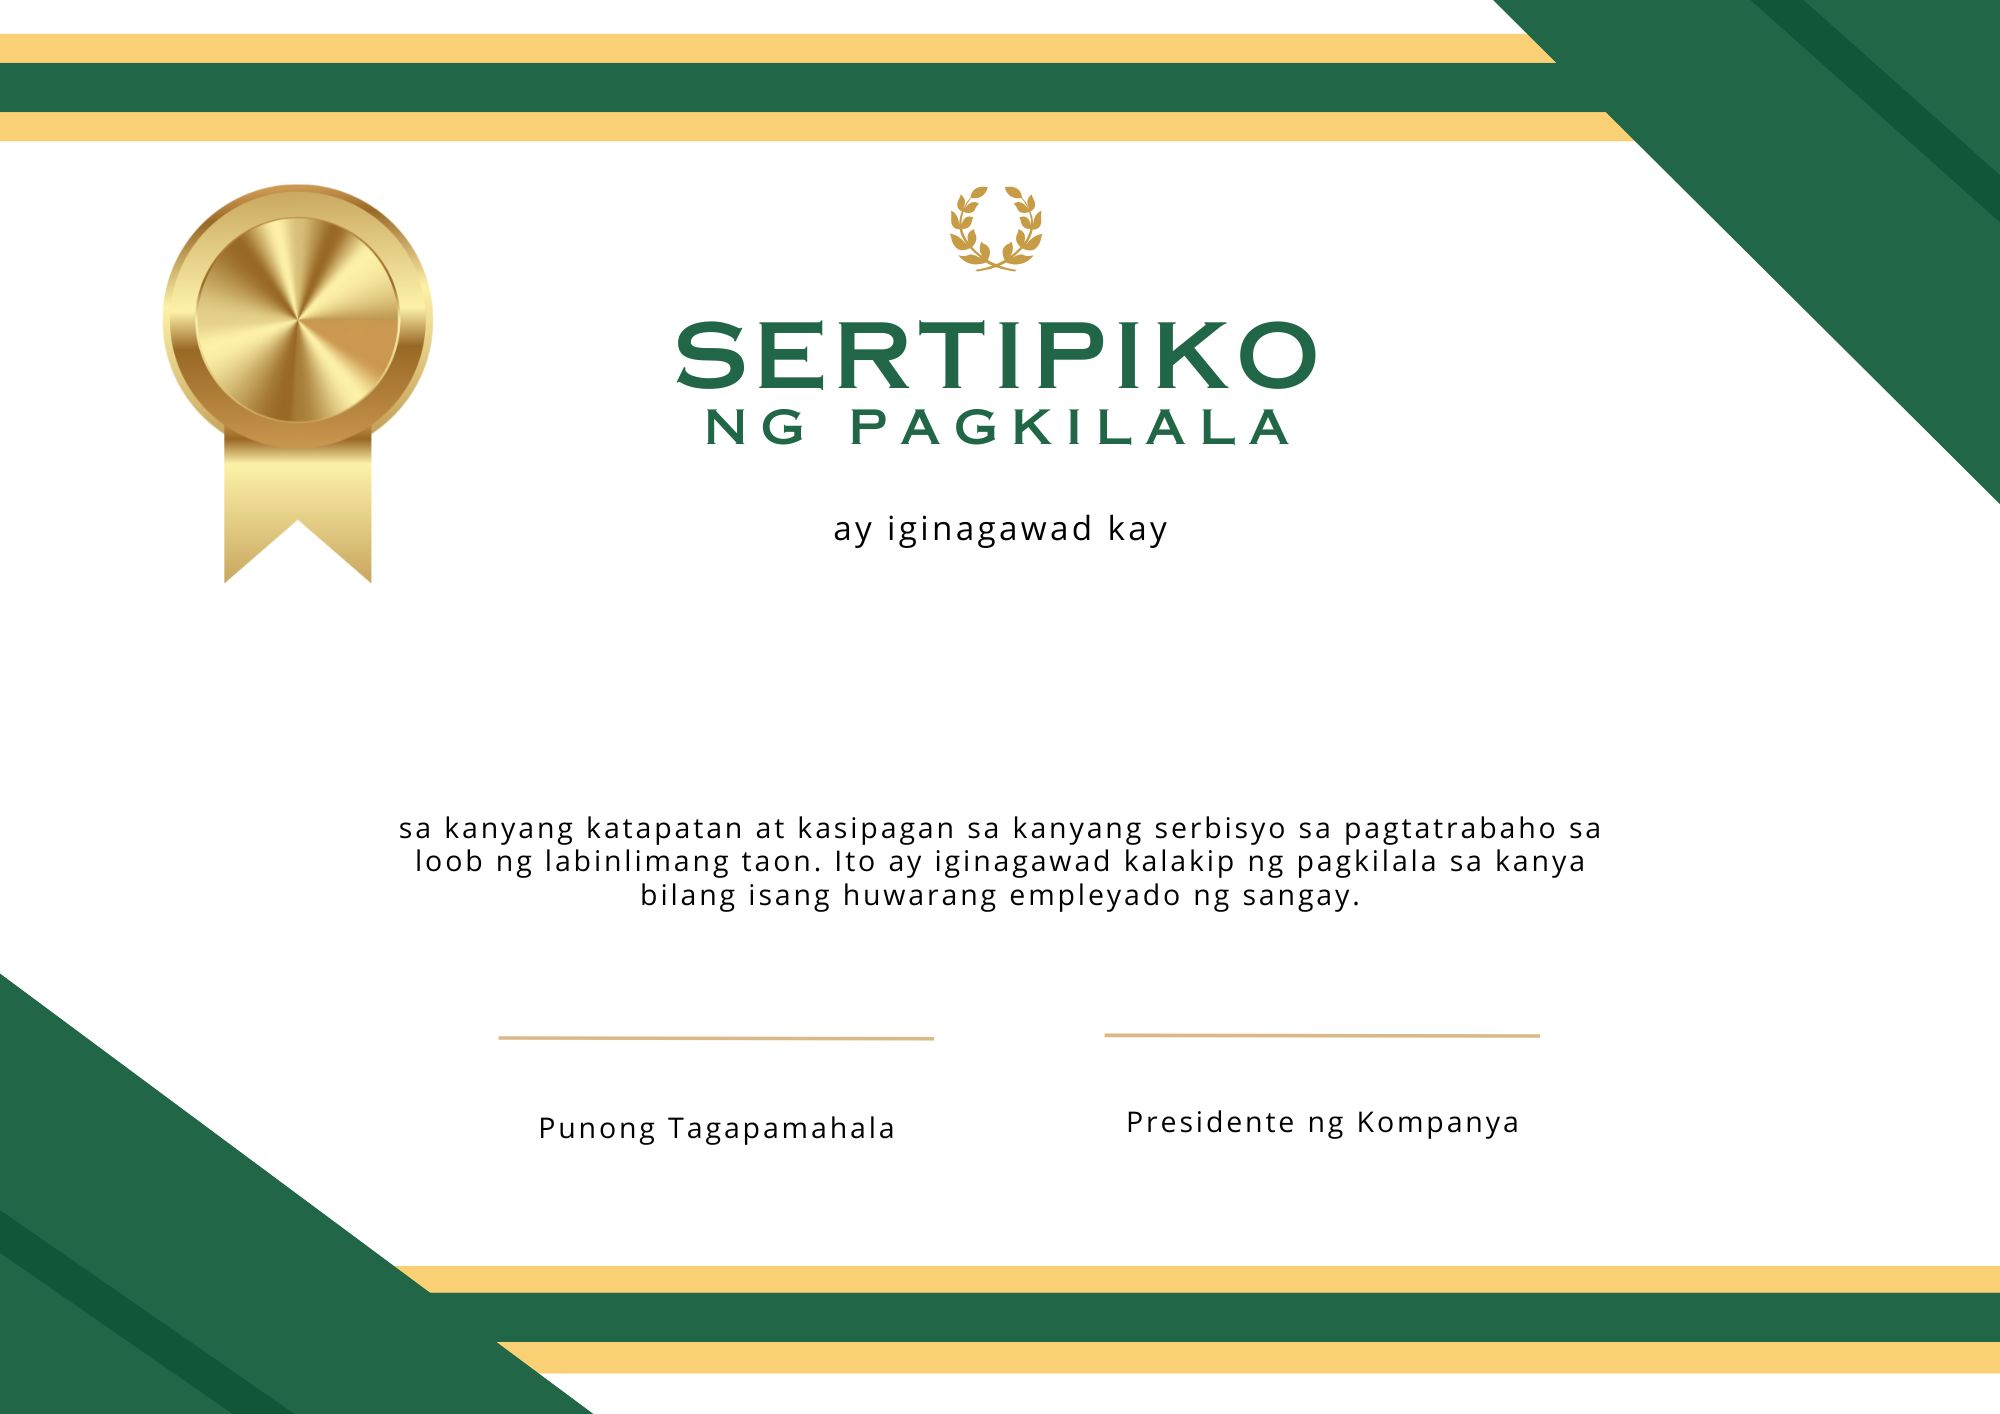 SERTIPIKO
NG PAGKILALA
ay iginagawad kay
sa kanyang katapatan at kasipagan sa kanyang serbisyo sa pagtatrabaho sa
loob ng labinlimang taon. Ito ay iginagawad kalakip ng pagkilala sa kanya
bilang isang huwarang empleyado ng sangay.
Punong Tagapamahala
Presidente ng Kompanya